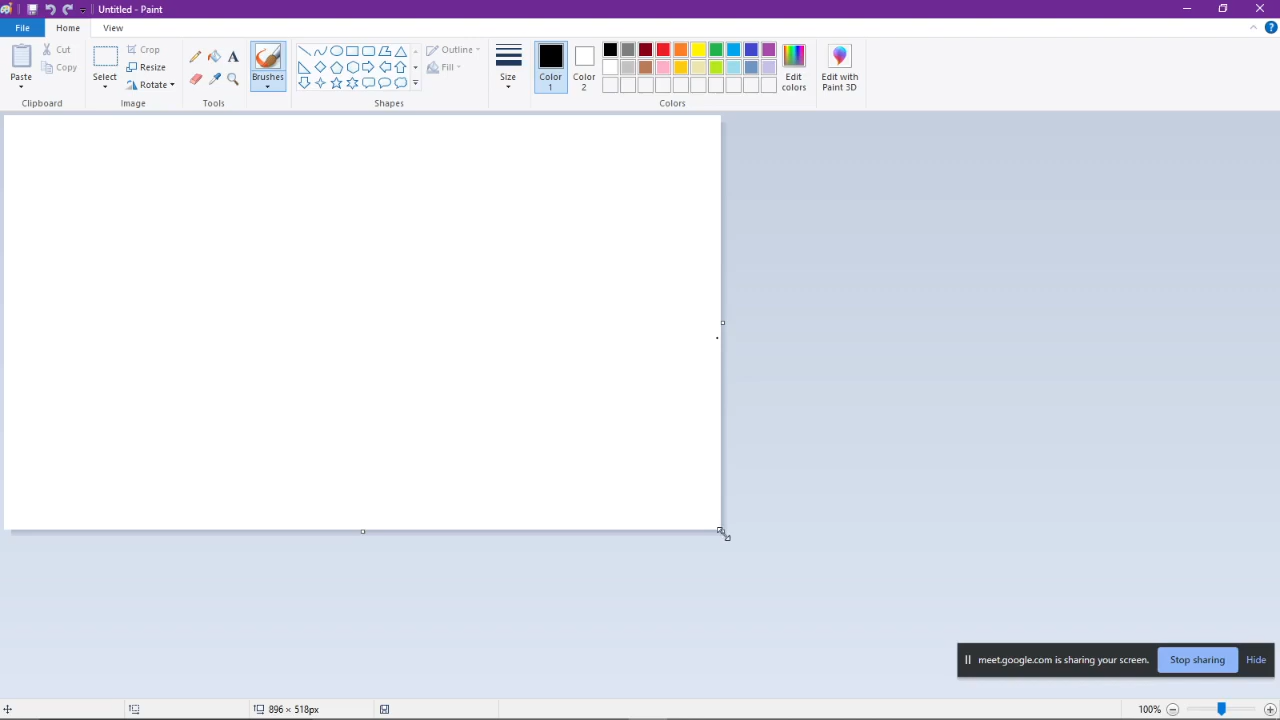 Untitled - Paint
File Home View
Paste Cut Copy
Clipboard
Select Crop Resize Rotate
Image
Tools
Brushes
Shapes
Outline
Fill
Size
Color 1
Color 2
Edit colors
Colors
Edit with Paint 3D
meet.google.com is sharing your screen. Stop sharing Hide
896 × 518px 100%